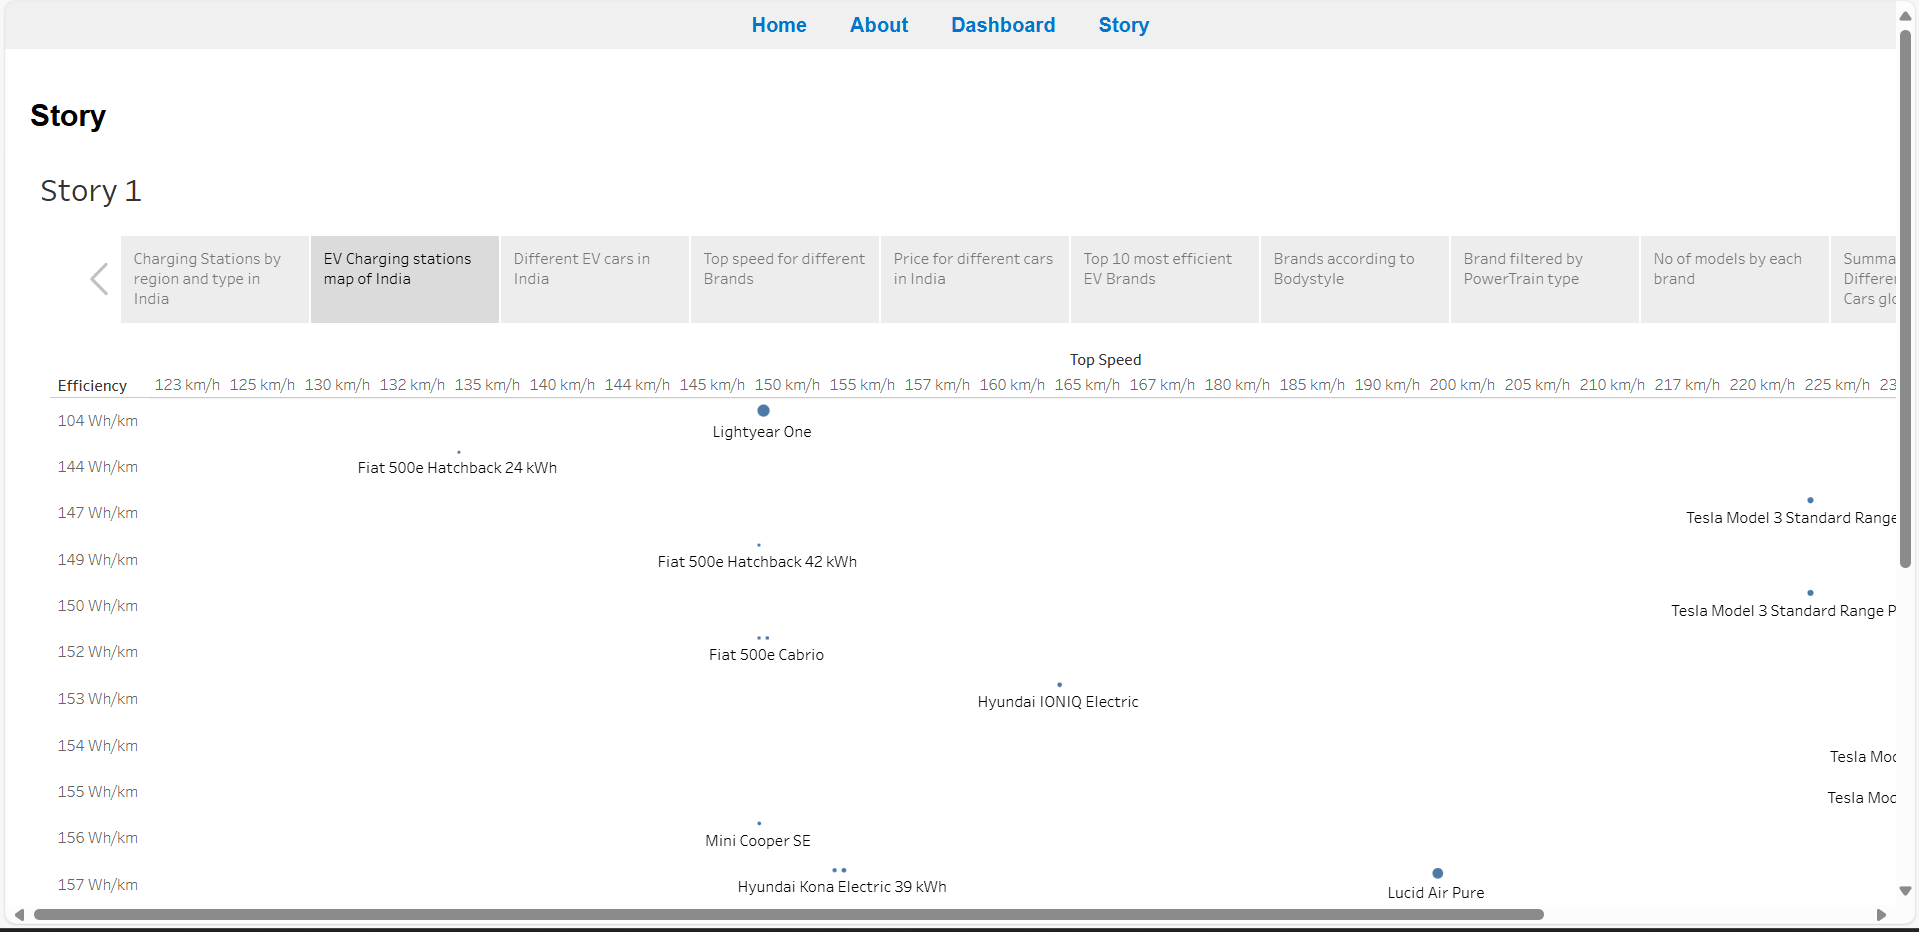 Home About Dashboard Story
Story
Story 1
Charging Stations by
region and type in
India
EV Charging stations
map of India
Different EV cars in
India
Top speed for different
Brands
Price for different cars
in India
Top 10 most efficient
EV Brands
Brands according to
Bodystyle
Brand filtered by
PowerTrain type
No of models by each
brand
Summa
Differe
Cars glo
Top Speed
Efficiency 123 km/h 125 km/h 130 km/h 132 km/h 135 km/h 140 km/h 144 km/h 145 km/h 150 km/h 155 km/h 157 km/h 160 km/h 165 km/h 167 km/h 180 km/h 185 km/h 190 km/h 200 km/h 205 km/h 210 km/h 217 km/h 220 km/h 225 km/h 23
104 Wh/km
Lightyear One
144 Wh/km
Fiat 500e Hatchback 24 kWh
147 Wh/km
Tesla Model 3 Standard Range
149 Wh/km
Fiat 500e Hatchback 42 kWh
150 Wh/km
Tesla Model 3 Standard Range P
152 Wh/km
Fiat 500e Cabrio
153 Wh/km
Hyundai IONIQ Electric
154 Wh/km
Tesla Mod
155 Wh/km
Tesla Mod
156 Wh/km
Mini Cooper SE
157 Wh/km
Hyundai Kona Electric 39 kWh
Lucid Air Pure